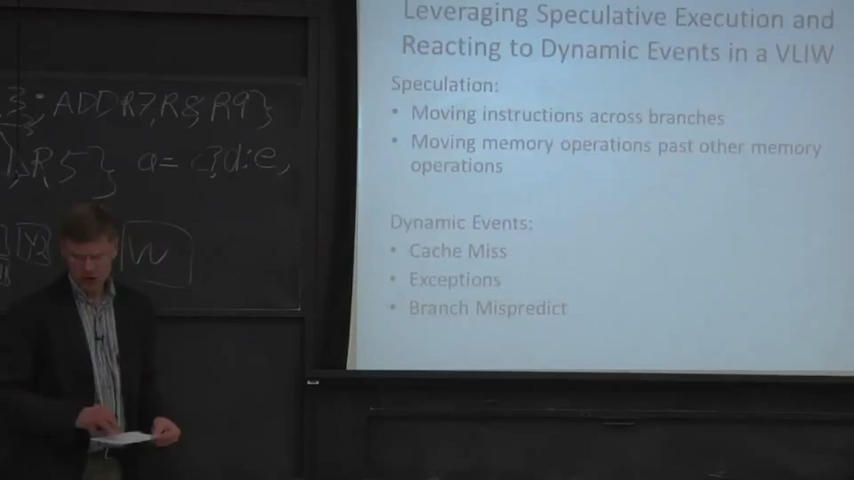 Leveraging Speculative Execution and
Reacting to Dynamic Events in a VLIW
Speculation:
• Moving instructions across branches
• Moving memory operations past other memory
operations
Dynamic Events:
• Cache Miss
• Exceptions
• Branch Mispredict
3: ADD R7, R8, R9}
R5} a=
W